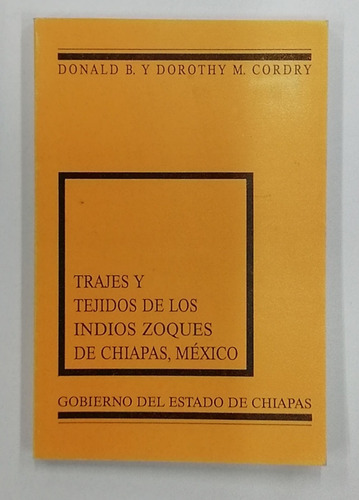 DONALD B. Y DOROTHY M. CORDRY
TRAJES Y
TEJIDOS DE LOS
INDIOS ZOQUES
DE CHIAPAS, MÉXICO
GOBIERNO DEL ESTADO DE CHIAPAS